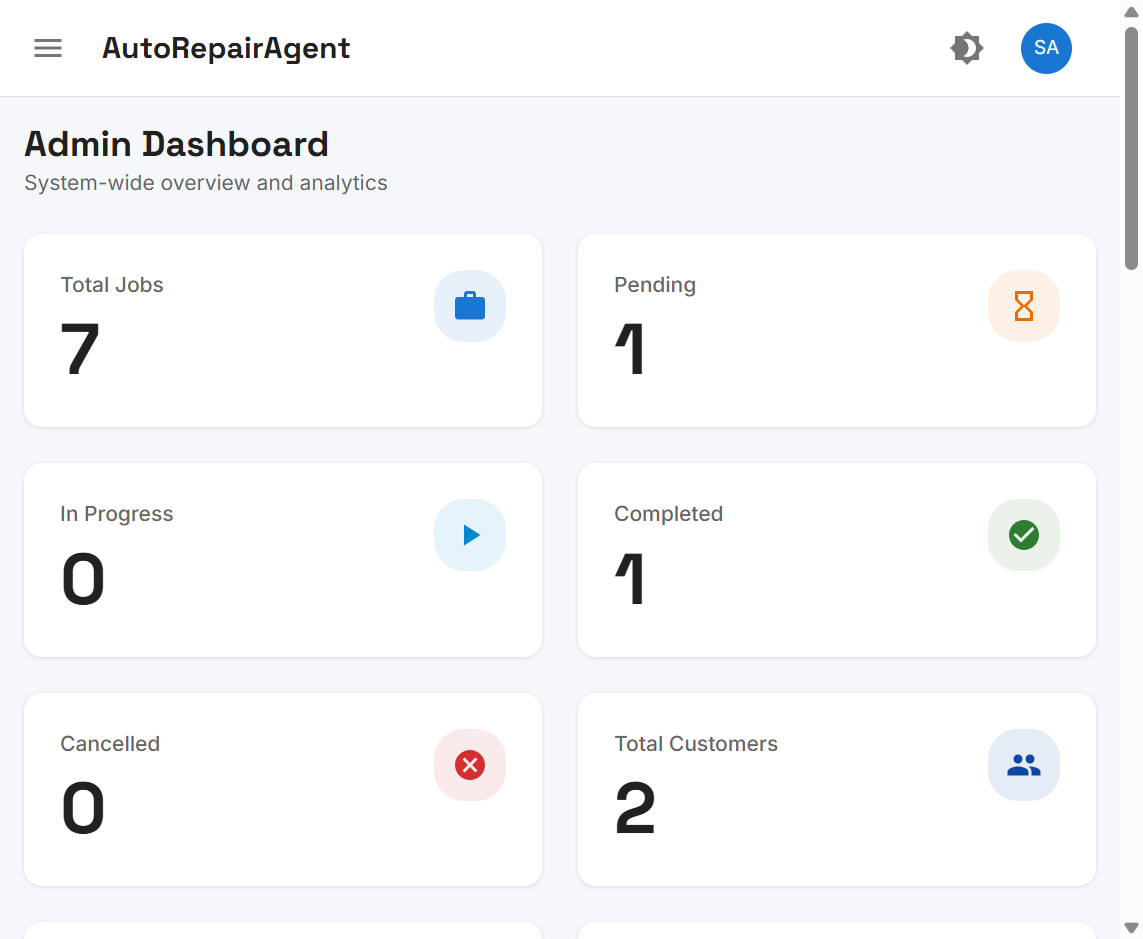 AutoRepairAgent
SA
Admin Dashboard
System-wide overview and analytics
Total Jobs
7
Pending
1
In Progress
0
Completed
1
Cancelled
0
Total Customers
2